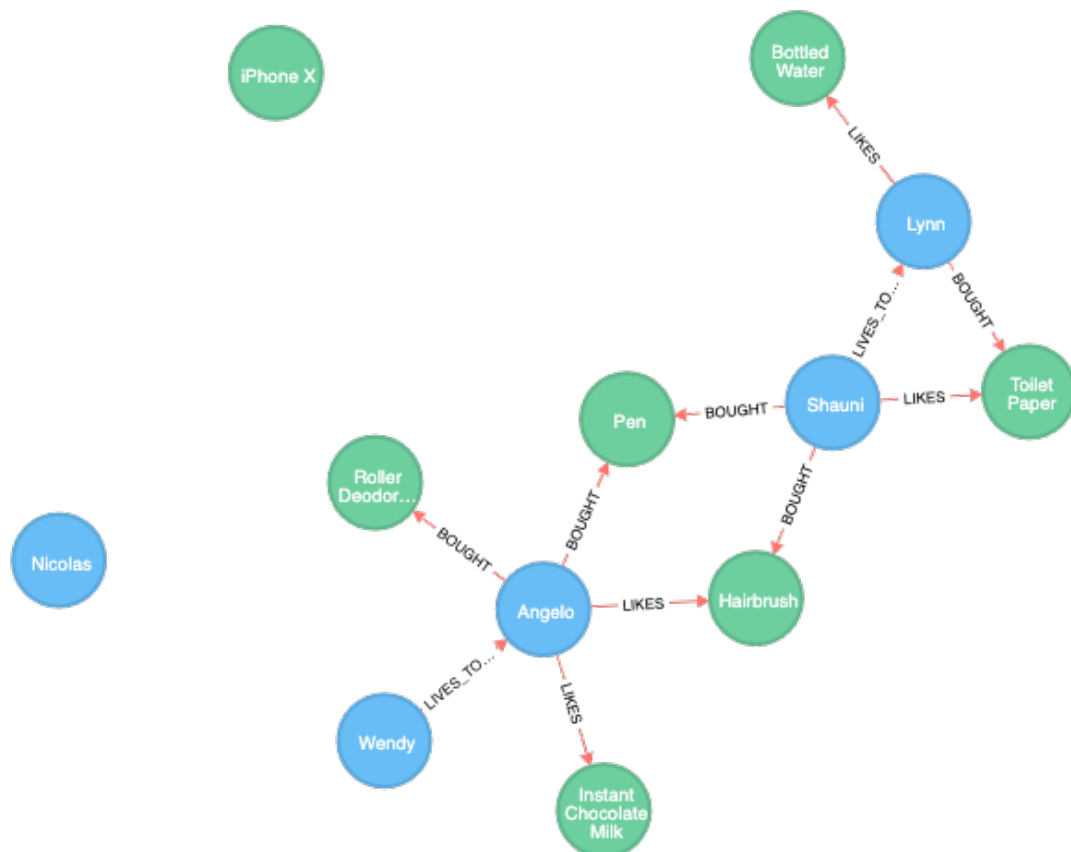 iPhone X
Bottled
Water
LIKES
Lynn
BOUGHT
LIVES_TO...
Toilet
Paper
Shauni
LIKES
BOUGHT
Pen
BOUGHT
Roller
Deodor...
BOUGHT
BOUGHT
Nicolas
Angelo
LIKES
Hairbrush
LIVES_TO...
LIKES
Wendy
Instant
Chocolate
Milk